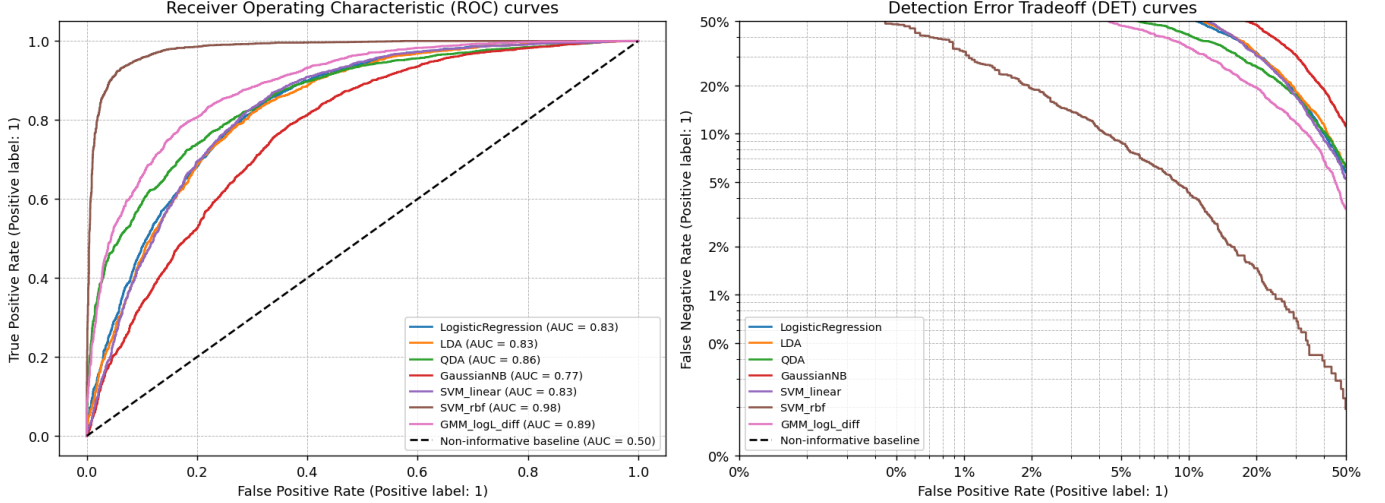 Receiver Operating Characteristic (ROC) curves
True Positive Rate (Positive label: 1)
1.0
0.8
0.6
0.4
0.2
0.0
LogisticRegression (AUC = 0.83)
LDA (AUC = 0.83)
QDA (AUC = 0.86)
GaussianNB (AUC = 0.77)
SVM_linear (AUC = 0.83)
SVM_rbf (AUC = 0.98)
GMM_logL_diff (AUC = 0.89)
Non-informative baseline (AUC = 0.50)
0.0 0.2 0.4 0.6 0.8 1.0
False Positive Rate (Positive label: 1)
Detection Error Tradeoff (DET) curves
False Negative Rate (Positive label: 1)
50%
20%
10%
5%
2%
1%
0%
0%
LogisticRegression
LDA
QDA
GaussianNB
SVM_linear
SVM_rbf
GMM_logL_diff
Non-informative baseline
0% 0% 1% 5% 10% 20% 50%
False Positive Rate (Positive label: 1)